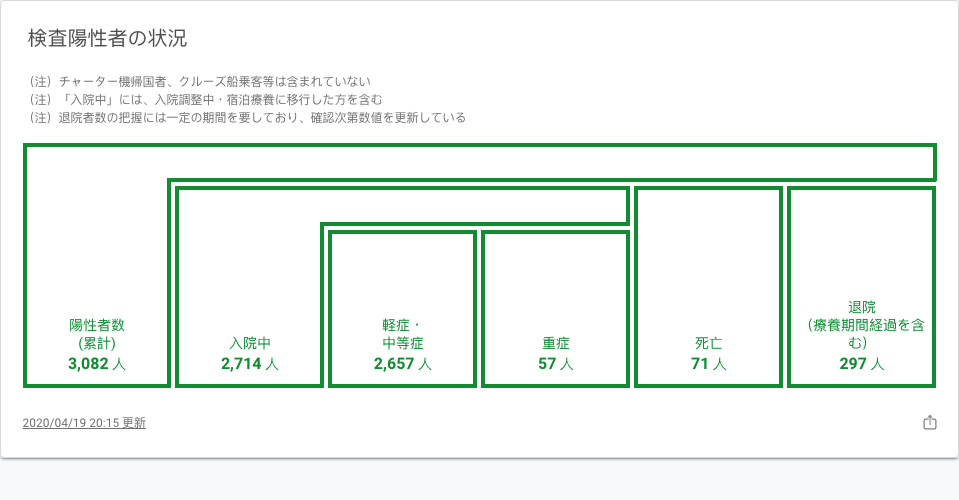 検査陽性者の状況
（注）チャーター機帰国者、クルーズ船乗客等は含まれていない
（注）「入院中」には、入院調整中・宿泊療養に移行した方を含む
（注）退院者数の把握には一定の期間を要しており、確認次第数値を更新している
陽性者数
(累計)
3,082 人
入院中
2,714 人
軽症・
中等症
2,657 人
重症
57 人
死亡
71 人
退院
（療養期間経過を含
む）
297 人
2020/04/19 20:15 更新